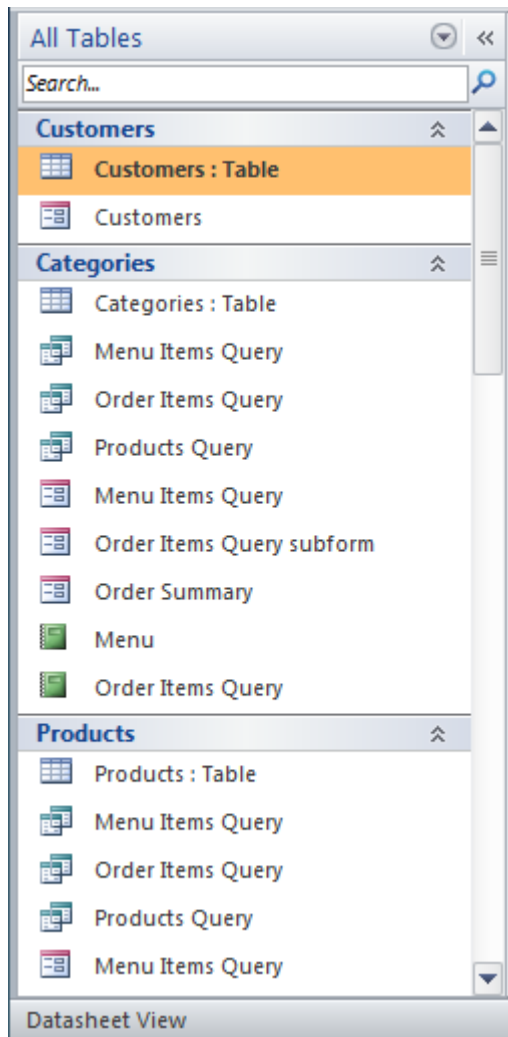 All Tables
Search...
Customers
Customers : Table
Customers
Categories
Categories : Table
Menu Items Query
Order Items Query
Products Query
Menu Items Query
Order Items Query subform
Order Summary
Menu
Order Items Query
Products
Products : Table
Menu Items Query
Order Items Query
Products Query
Menu Items Query
Datasheet View